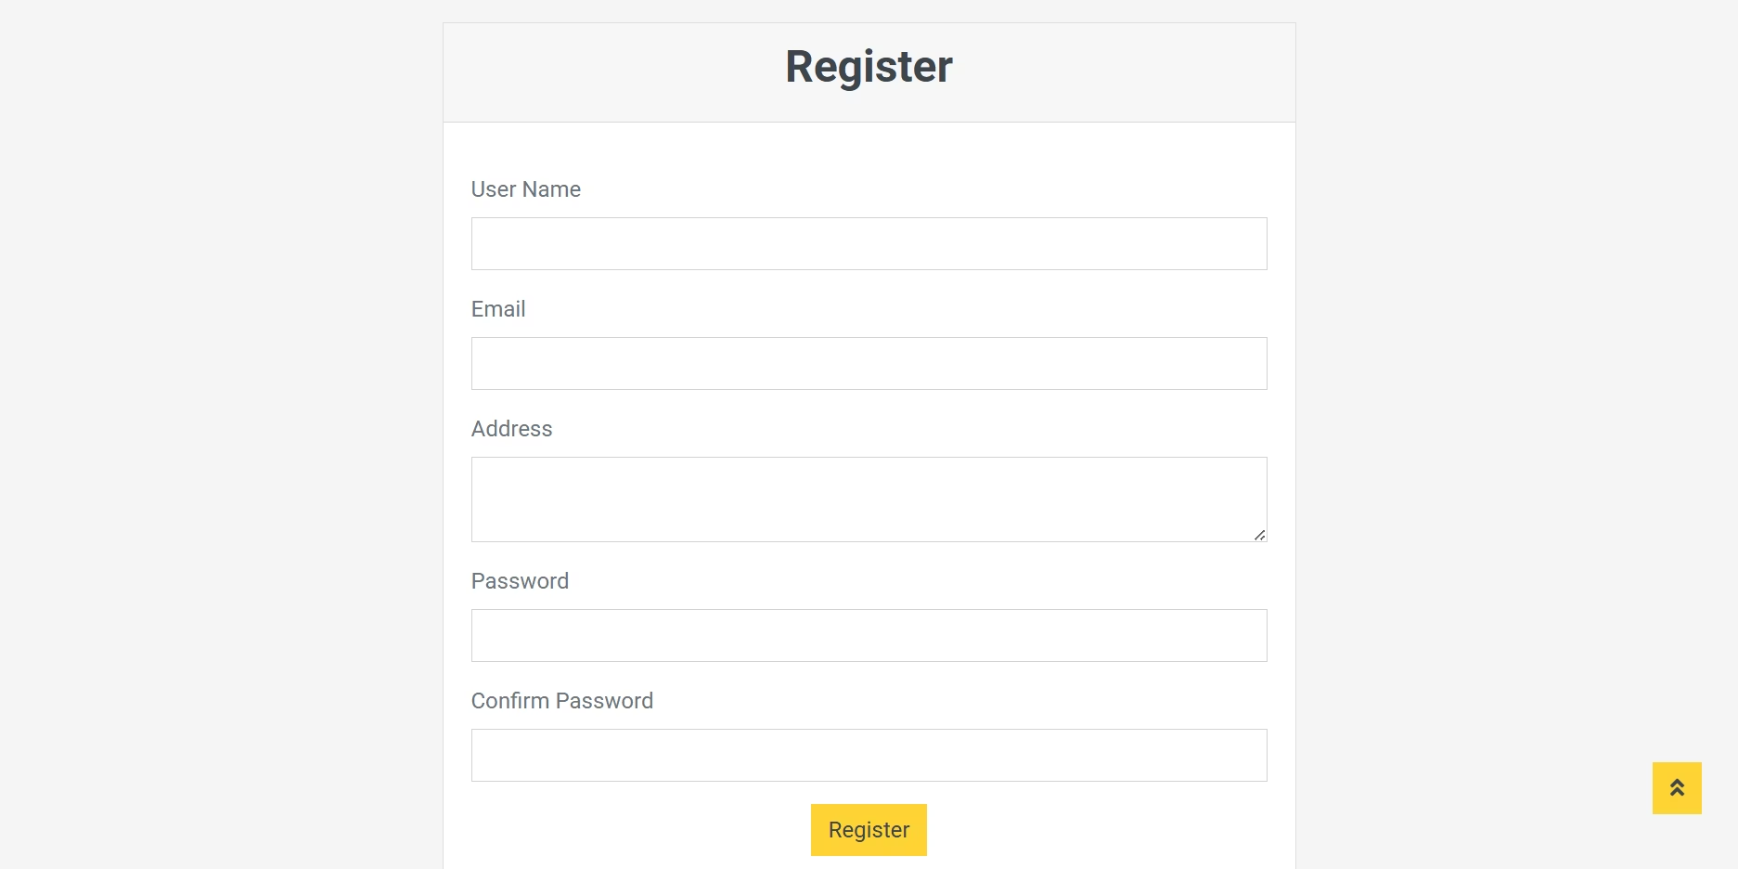 Register
User Name
Email
Address
Password
Confirm Password
Register